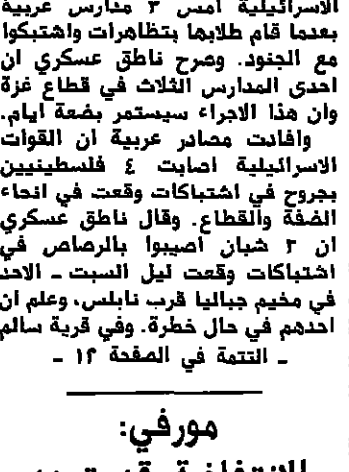 الاسرائيلية امس ٣ مدارس عربية
بعدما قام طلابها بتظاهرات واشتبكوا
مع الجنود. وصرح ناطق عسكري ان
احدى المدارس الثلاث في قطاع غزة
وان هذا الاجراء سيستمر بضعة ايام.
وافادت مصادر عربية ان القوات
الاسرائيلية اصابت ٤ فلسطينيين
بجروح في اشتباكات وقعت في انحاء
الضفة والقطاع. وقال ناطق عسكري
ان ٣ شبان اصيبوا بالرصاص في
اشتباكات وقعت ليل السبت ـ الاحد
في مخيم جباليا قرب نابلس، وعلم ان
احدهم في حال خطرة. وفي قرية سالم
ـ التتمة في الصفحة ١٢ ـ
مورفي: